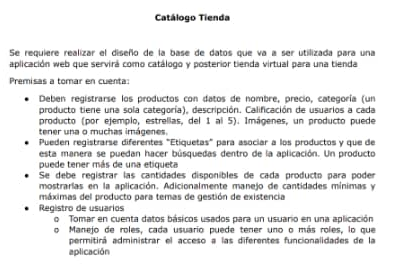 Catálogo Tienda
Se requiere realizar el diseño de la base de datos que va a ser utilizada para una
aplicación web que servirá como catálogo y posterior tienda virtual para una tienda
Premisas a tomar en cuenta:
• Deben registrarse los productos con datos de nombre, precio, categoría (un
producto tiene una sola categoría), descripción. Calificación de usuarios a cada
producto (por ejemplo, estrellas, del 1 al 5). Imágenes, un producto puede
tener una o muchas imágenes.
• Pueden registrarse diferentes "Etiquetas" para asociar a los productos y que de
esta manera se puedan hacer búsquedas dentro de la aplicación. Un producto
puede tener más de una etiqueta
• Se debe registrar las cantidades disponibles de cada producto para poder
mostrarlas en la aplicación. Adicionalmente manejo de cantidades mínimas y
máximas del producto para temas de gestión de existencia
• Registro de usuarios
o Tomar en cuenta datos básicos usados para un usuario en una aplicación
o Manejo de roles, cada usuario puede tener uno o más roles, lo que
permitirá administrar el acceso a las diferentes funcionalidades de la
aplicación